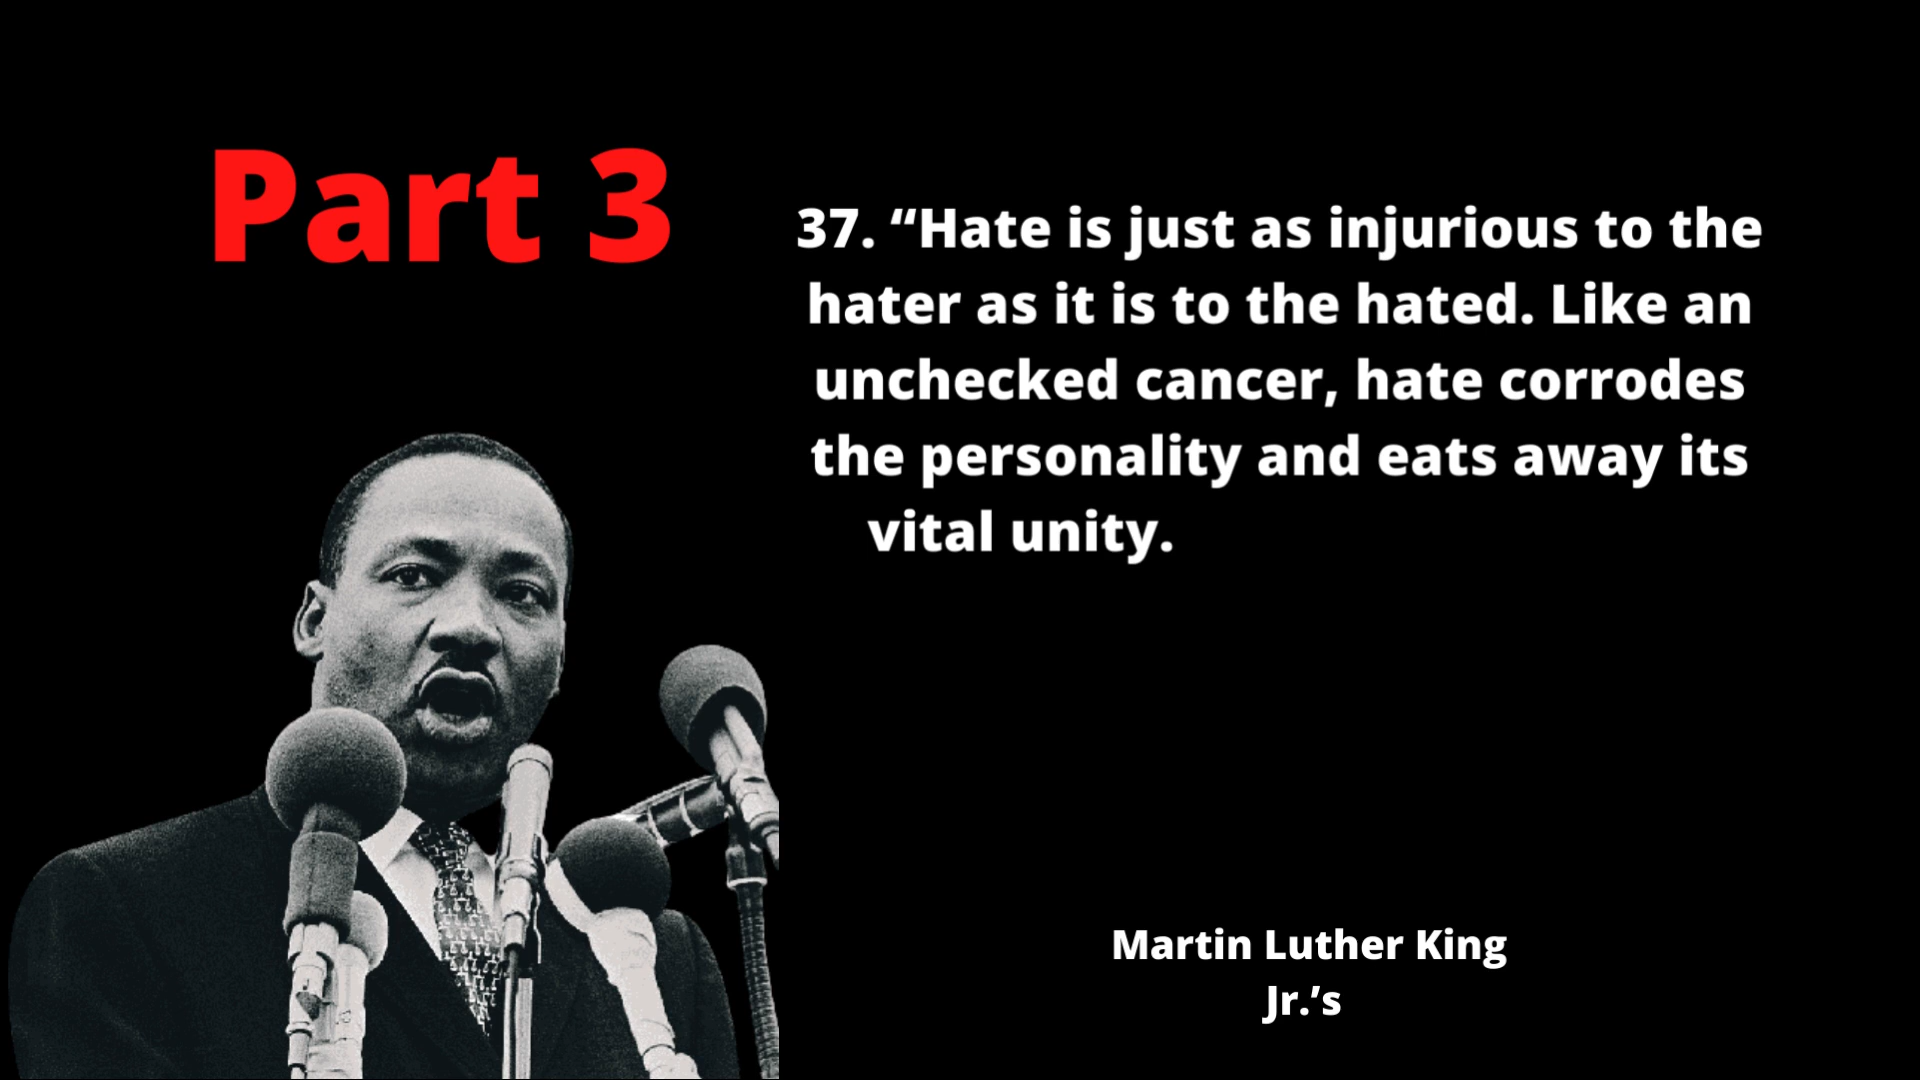 Part 3
37. “Hate is just as injurious to the
hater as it is to the hated. Like an
unchecked cancer, hate corrodes
the personality and eats away its
vital unity.
Martin Luther King
Jr.’s